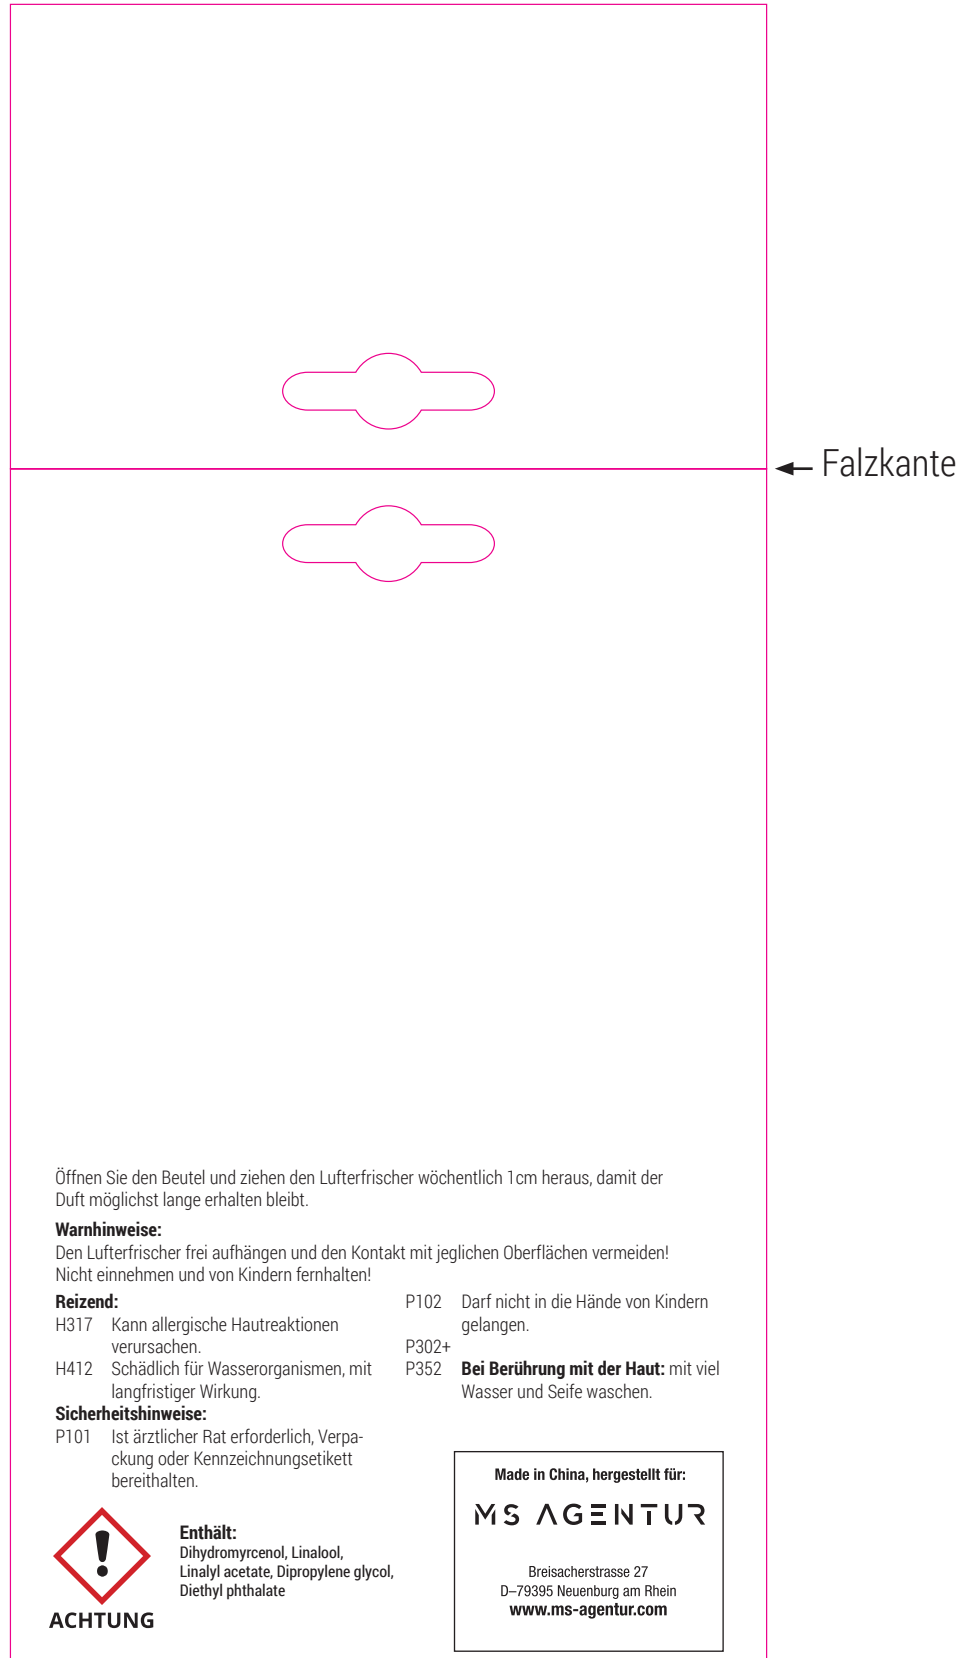 Falzkante
Öffnen Sie den Beutel und ziehen den Lufterfrischer wöchentlich 1cm heraus, damit der
Duft möglichst lange erhalten bleibt.
Warnhinweise:
Den Lufterfrischer frei aufhängen und den Kontakt mit jeglichen Oberflächen vermeiden!
Nicht einnehmen und von Kindern fernhalten!
Reizend:
H317 Kann allergische Hautreaktionen
verursachen.
H412 Schädlich für Wasserorganismen, mit
langfristiger Wirkung.
Sicherheitshinweise:
P101 Ist ärztlicher Rat erforderlich, Verpa-
ckung oder Kennzeichnungsetikett
bereithalten.
P102 Darf nicht in die Hände von Kindern
gelangen.
P302+
P352 Bei Berührung mit der Haut: mit viel
Wasser und Seife waschen.
ACHTUNG
Enthält:
Dihydromyrcenol, Linalool,
Linalyl acetate, Dipropylene glycol,
Diethyl phthalate
Made in China, hergestellt für:
MS AGENTUR
Breisacherstrasse 27
D–79395 Neuenburg am Rhein
www.ms-agentur.com